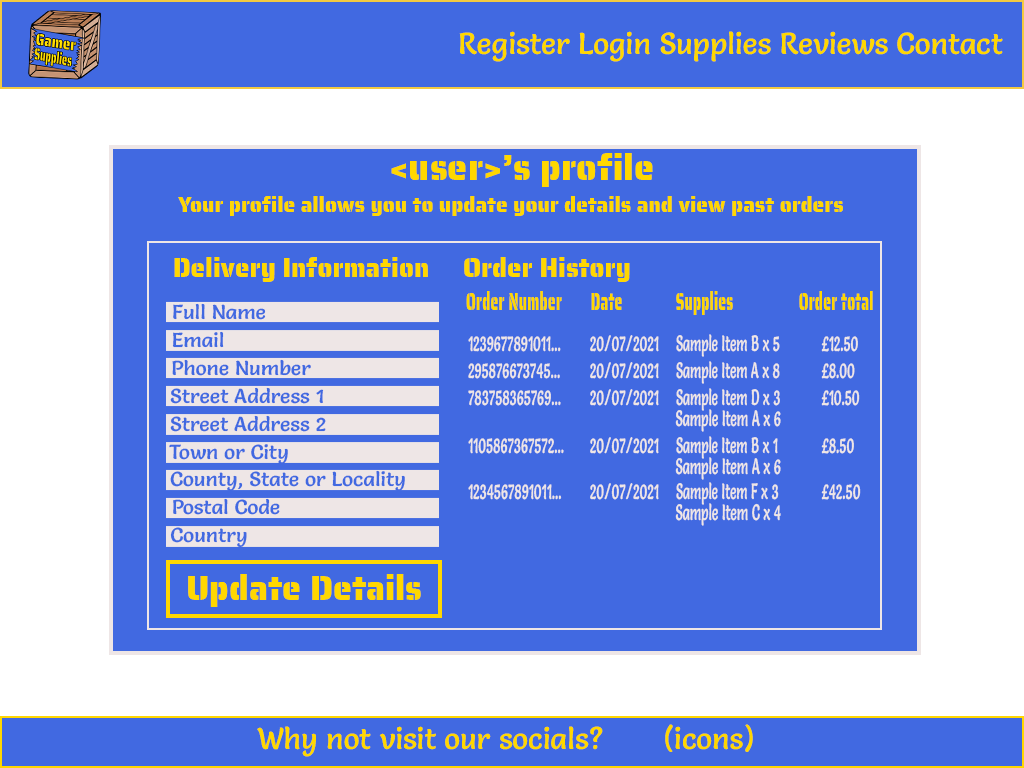 Gamer
Supplies
Register Login Supplies Reviews Contact
<user>'s profile
Your profile allows you to update your details and view past orders
Delivery Information
Full Name
Email
Phone Number
Street Address 1
Street Address 2
Town or City
County, State or Locality
Postal Code
Country
Update Details
Order History
Order Number Date Supplies Order total
1239677891011... 20/07/2021 Sample Item B x 5 £12.50
295876673745... 20/07/2021 Sample Item A x 8 £8.00
783758365769... 20/07/2021 Sample Item D x 3 £10.50
Sample Item A x 6
1105867367572... 20/07/2021 Sample Item B x 1 £8.50
Sample Item A x 6
1234567891011... 20/07/2021 Sample Item F x 3 £42.50
Sample Item C x 4
Why not visit our socials? (icons)